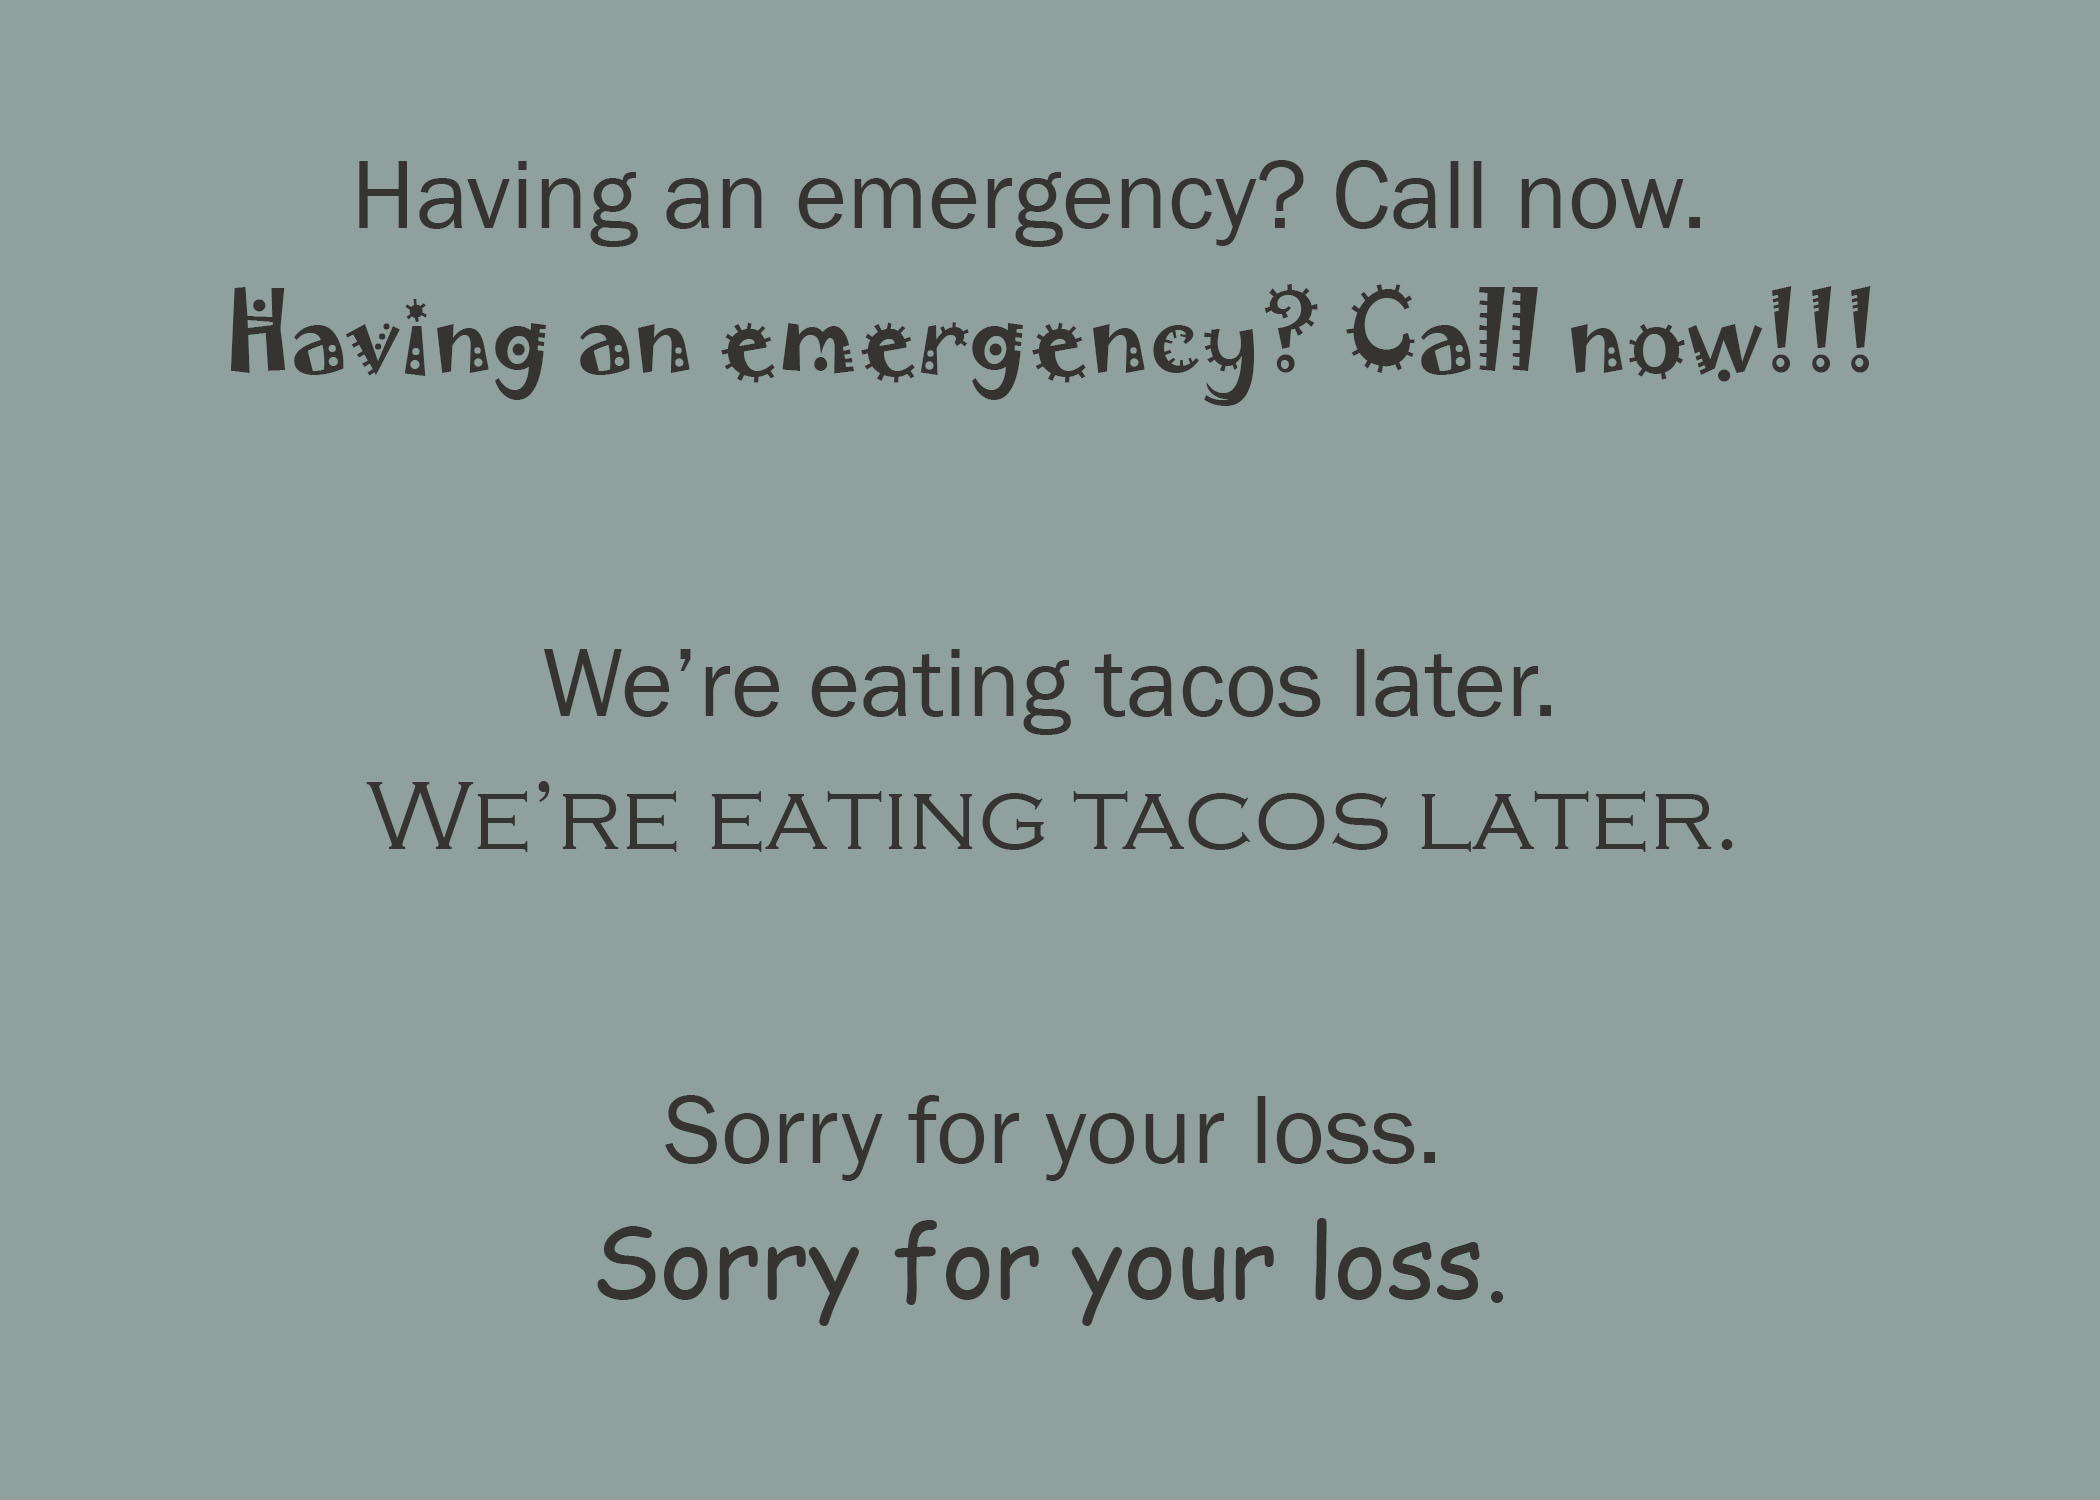 Having an emergency? Call now.
Having an emergency? Call now!!!
We’re eating tacos later.
WE’RE EATING TACOS LATER.
Sorry for your loss.
Sorry for your loss.